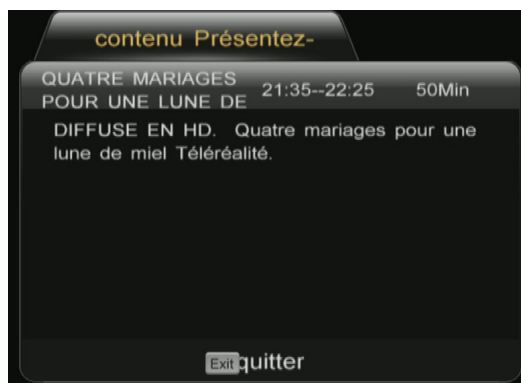 contenu Présentez-
QUATRE MARIAGES
POUR UNE LUNE DE
21:35--22:25 50Min
DIFFUSE EN HD. Quatre mariages pour une
lune de miel Téléréalité.
Exit quitter